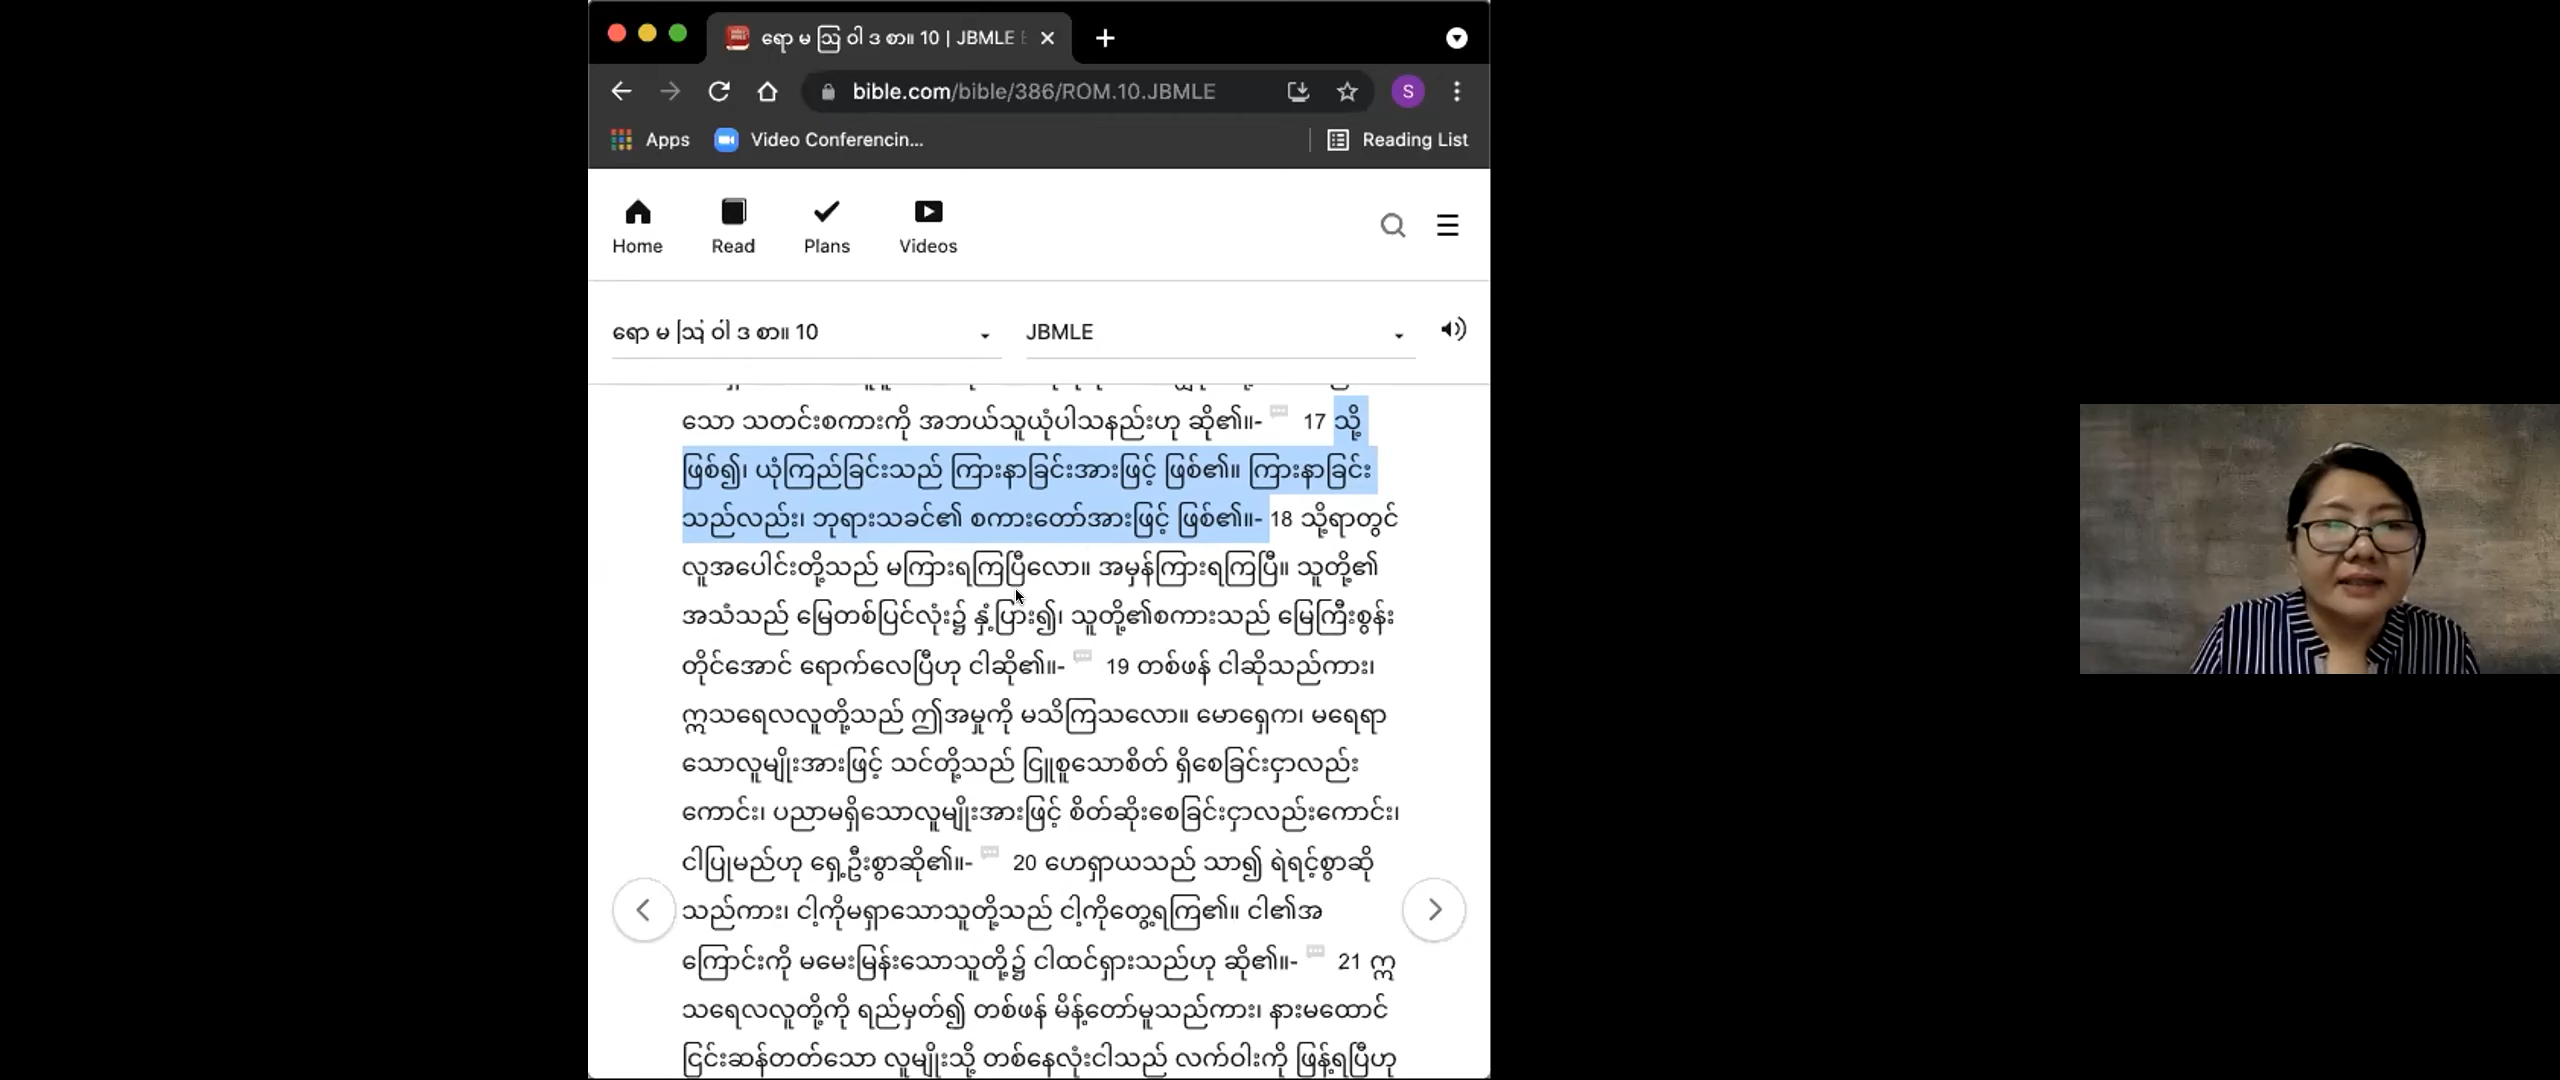 ရော မ ဩ ဝါ ဒ စာ။ 10 | JBMLE
bible.com/bible/386/ROM.10.JBMLE
S
Apps
Video Conferencin...
Reading List
Home
Read
Plans
Videos
ရော မ ဩ ဝါ ဒ စာ။ 10
JBMLE
သော သတင်းစကားကို အဘယ်သူယုံပါသနည်းဟု ဆို၏။- 17 သို့
ဖြစ်၍၊ ယုံကြည်ခြင်းသည် ကြားနာခြင်းအားဖြင့် ဖြစ်၏။ ကြားနာခြင်း
သည်လည်း၊ ဘုရားသခင်၏ စကားတော်အားဖြင့် ဖြစ်၏။- 18 သို့ရာတွင်
လူအပေါင်းတို့သည် မကြားရကြပြီလော။ အမှန်ကြားရကြပြီ။ သူတို့၏
အသံသည် မြေတစ်ပြင်လုံး၌ နှံ့ပြား၍၊ သူတို့၏စကားသည် မြေကြီးစွန်း
တိုင်အောင် ရောက်လေပြီဟု ငါဆို၏။- 19 တစ်ဖန် ငါဆိုသည်ကား၊
ဣသရေလလူတို့သည် ဤအမှုကို မသိကြသလော။ မောရှေက၊ မရေရာ
သောလူမျိုးအားဖြင့် သင်တို့သည် ငြူစူသောစိတ် ရှိစေခြင်းငှာလည်း
ကောင်း၊ ပညာမရှိသောလူမျိုးအားဖြင့် စိတ်ဆိုးစေခြင်းငှာလည်းကောင်း၊
ငါပြုမည်ဟု ရှေ့ဦးစွာဆို၏။- 20 ဟေရှာယသည် သာ၍ ရဲရင့်စွာဆို
သည်ကား၊ ငါ့ကိုမရှာသောသူတို့သည် ငါ့ကိုတွေ့ရကြ၏။ ငါ၏အ
ကြောင်းကို မမေးမြန်းသောသူတို့၌ ငါထင်ရှားသည်ဟု ဆို၏။- 21 ဣ
သရေလလူတို့ကို ရည်မှတ်၍ တစ်ဖန် မိန့်တော်မူသည်ကား၊ နားမထောင်
ငြင်းဆန်တတ်သော လူမျိုးသို့ တစ်နေ့လုံးငါသည် လက်ဝါးကို ဖြန့်ရပြီဟု